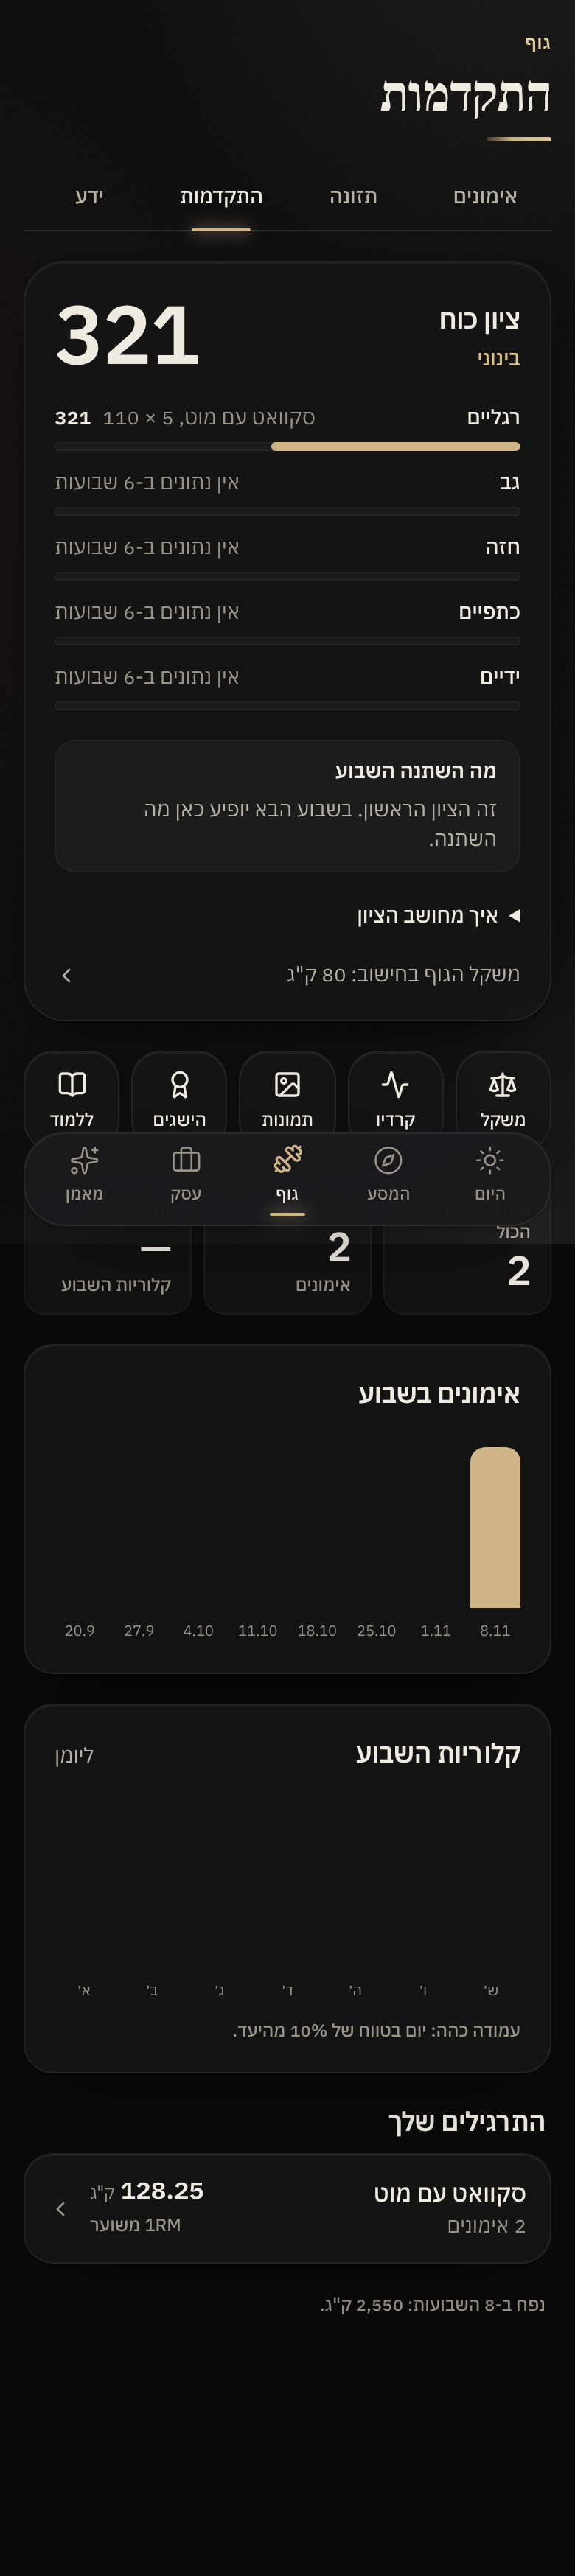 גוף
התקדמות
אימונים תזונה התקדמות ידע
ציון כוח 321
בינוני
רגליים סקוואט עם מוט, 5 × 110 321
גב אין נתונים ב-6 שבועות
חזה אין נתונים ב-6 שבועות
כתפיים אין נתונים ב-6 שבועות
ידיים אין נתונים ב-6 שבועות
מה השתנה השבוע
זה הציון הראשון. בשבוע הבא יופיע כאן מה
השתנה.
איך מחושב הציון
משקל הגוף בחישוב: 80 ק"ג
משקל קרדיו תמונות הישגים ללמוד
היום המסע גוף עסק מאמן
הכול
2 2 —
אימונים קלוריות השבוע
אימונים בשבוע
8.11 1.11 25.10 18.10 11.10 4.10 27.9 20.9
קלוריות השבוע ליומן
ש׳ ו׳ ה׳ ד׳ ג׳ ב׳ א׳
עמודה כהה: יום בטווח של 10% מהיעד.
התרגילים שלך
סקוואט עם מוט 128.25 ק"ג
2 אימונים 1RM משוער
נפח ב-8 השבועות: 2,550 ק"ג.